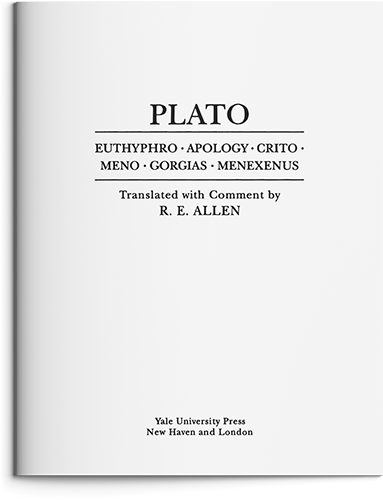 PLATO
EUTHYPHRO · APOLOGY · CRITO ·
MENO · GORGIAS · MENEXENUS
Translated with Comment by
R. E. ALLEN
Yale University Press
New Haven and London